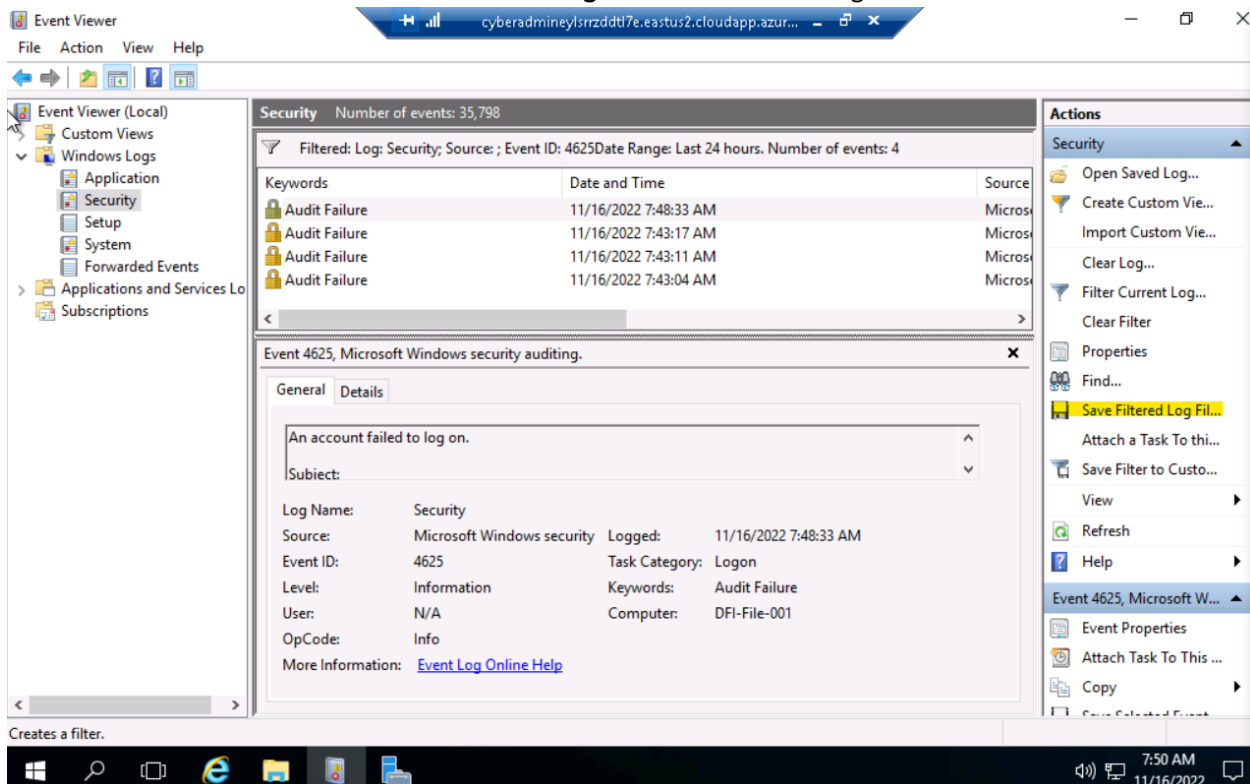 Event Viewer
cyberadmineylsrrzddtl7e.eastus2.cloudapp.azur...
File Action View Help
Event Viewer (Local)
Custom Views
Windows Logs
Application
Security
Setup
System
Forwarded Events
Applications and Services Lo
Subscriptions
Security Number of events: 35,798
Filtered: Log: Security; Source: ; Event ID: 4625Date Range: Last 24 hours. Number of events: 4
Keywords Date and Time Source
Audit Failure 11/16/2022 7:48:33 AM Micros
Audit Failure 11/16/2022 7:43:17 AM Micros
Audit Failure 11/16/2022 7:43:11 AM Micros
Audit Failure 11/16/2022 7:43:04 AM Micros
Event 4625, Microsoft Windows security auditing.
General Details
An account failed to log on.
Subject:
Log Name: Security
Source: Microsoft Windows security Logged: 11/16/2022 7:48:33 AM
Event ID: 4625 Task Category: Logon
Level: Information Keywords: Audit Failure
User: N/A Computer: DFI-File-001
OpCode: Info
More Information: Event Log Online Help
Actions
Security
Open Saved Log...
Create Custom Vie...
Import Custom Vie...
Clear Log...
Filter Current Log...
Clear Filter
Properties
Find...
Save Filtered Log Fil...
Attach a Task To thi...
Save Filter to Custo...
View
Refresh
Help
Event 4625, Microsoft W...
Event Properties
Attach Task To This ...
Copy
Creates a filter.
7:50 AM
11/16/2022